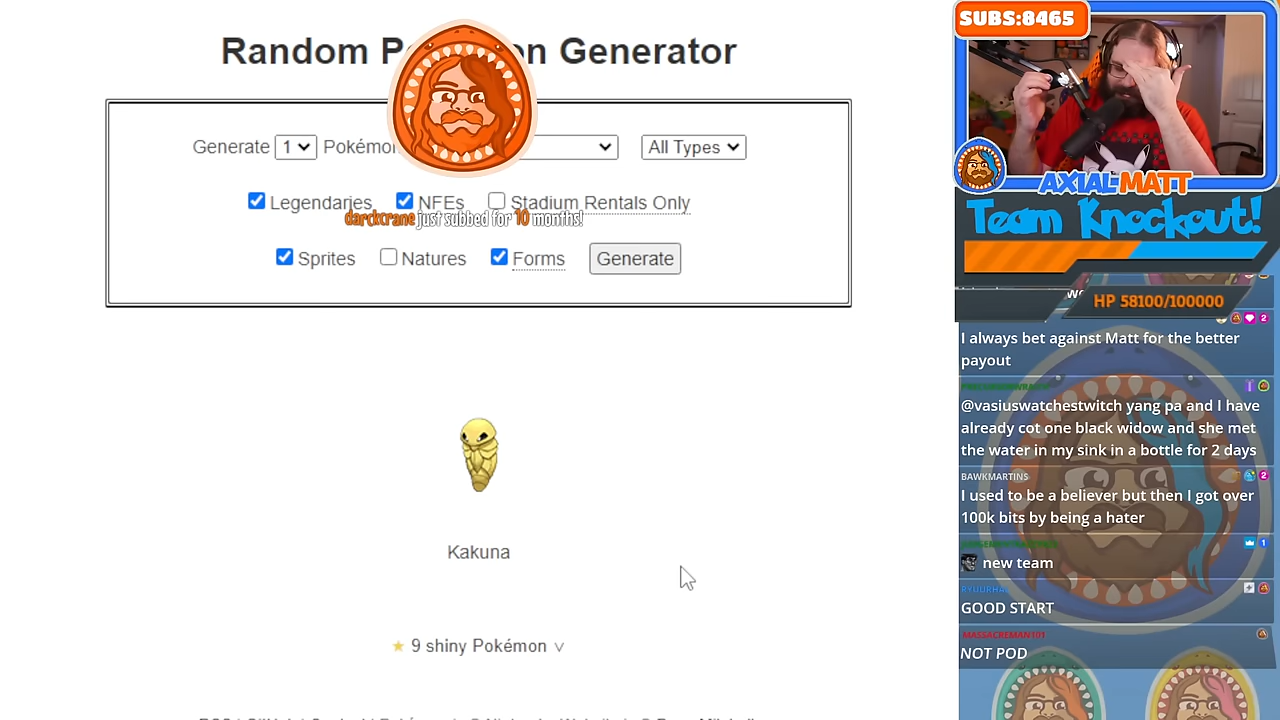 Random P on Generator
Generate 1 Pokémon All Types
Legendaries NFEs Stadium Rentals Only
darckcrane just subbed for 10 months!
Sprites Natures Forms Generate
Kakuna
9 shiny Pokémon
SUBS:8465
AXIALMATT
Team Knockout!
HP 58100/100000
I always bet against Matt for the better
payout
@vasiuswatchestwitch yang pa and I have
already cot one black widow and she met
the water in my sink in a bottle for 2 days
BAWKMARTINS
I used to be a believer but then I got over
100k bits by being a hater
new team
GOOD START
MASSACREMAN101
NOT POD